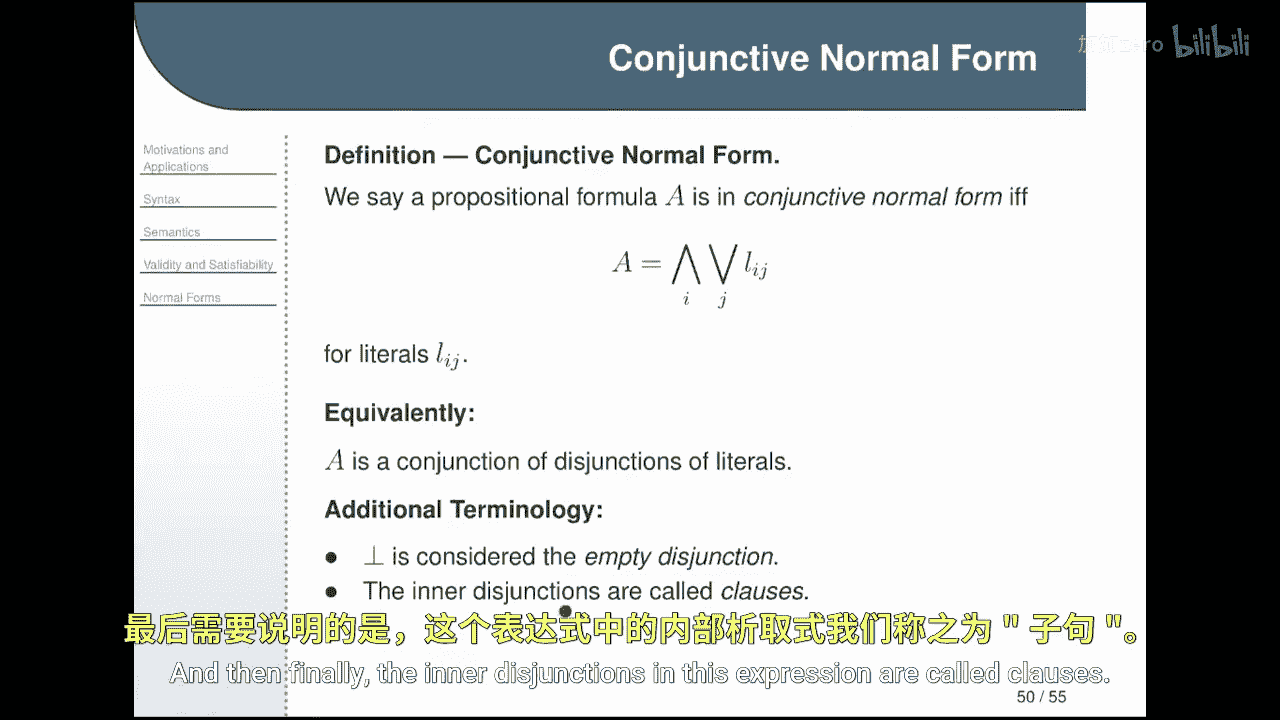 Conjunctive Normal Form
bilibili
Motivations and
Applications
Syntax
Semantics
Validity and Satisfiability
Normal Forms
Definition — Conjunctive Normal Form.
We say a propositional formula A is in conjunctive normal form iff
A = ⋀_i ⋁_j l_ij
for literals l_ij.
Equivalently:
A is a conjunction of disjunctions of literals.
Additional Terminology:
● ⊥ is considered the empty disjunction.
● The inner disjunctions are called clauses.
最后需要说明的是，这个表达式中的内部析取式我们称之为 " 子句 "。
And then finally, the inner disjunctions in this expression are called clauses.
50 / 55